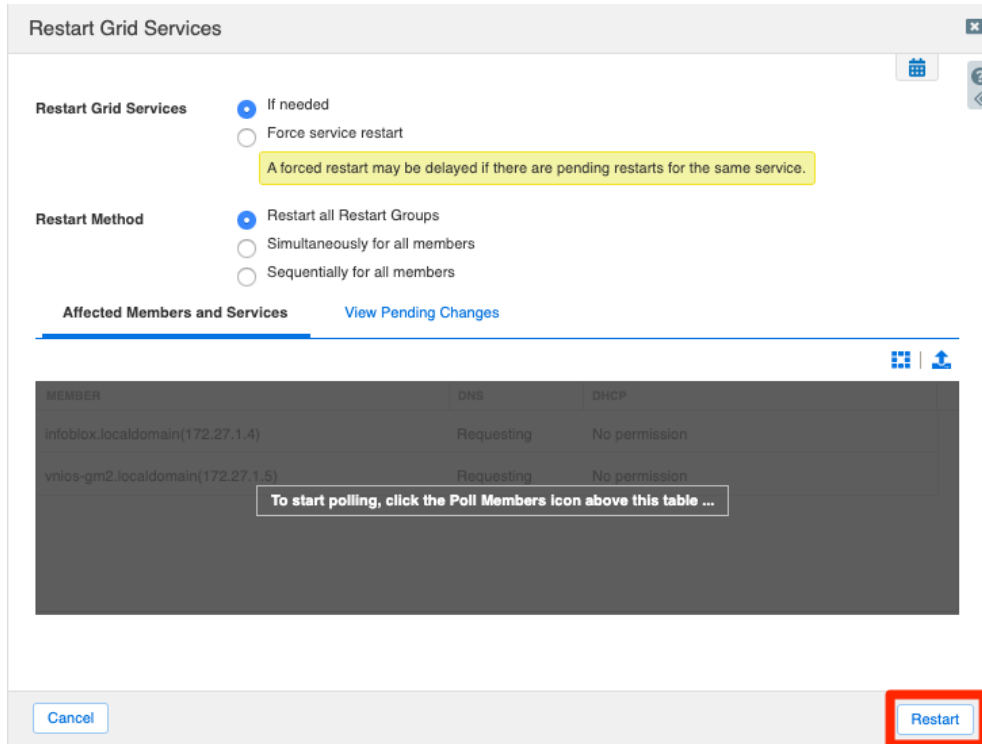 Restart Grid Services
Restart Grid Services
If needed
Force service restart
A forced restart may be delayed if there are pending restarts for the same service.
Restart Method
Restart all Restart Groups
Simultaneously for all members
Sequentially for all members
Affected Members and Services View Pending Changes
MEMBER DNS DHCP
infoblox.localdomain(172.27.1.4) Requesting No permission
vnios-gm2.localdomain(172.27.1.5) Requesting No permission
To start polling, click the Poll Members icon above this table ...
Cancel Restart